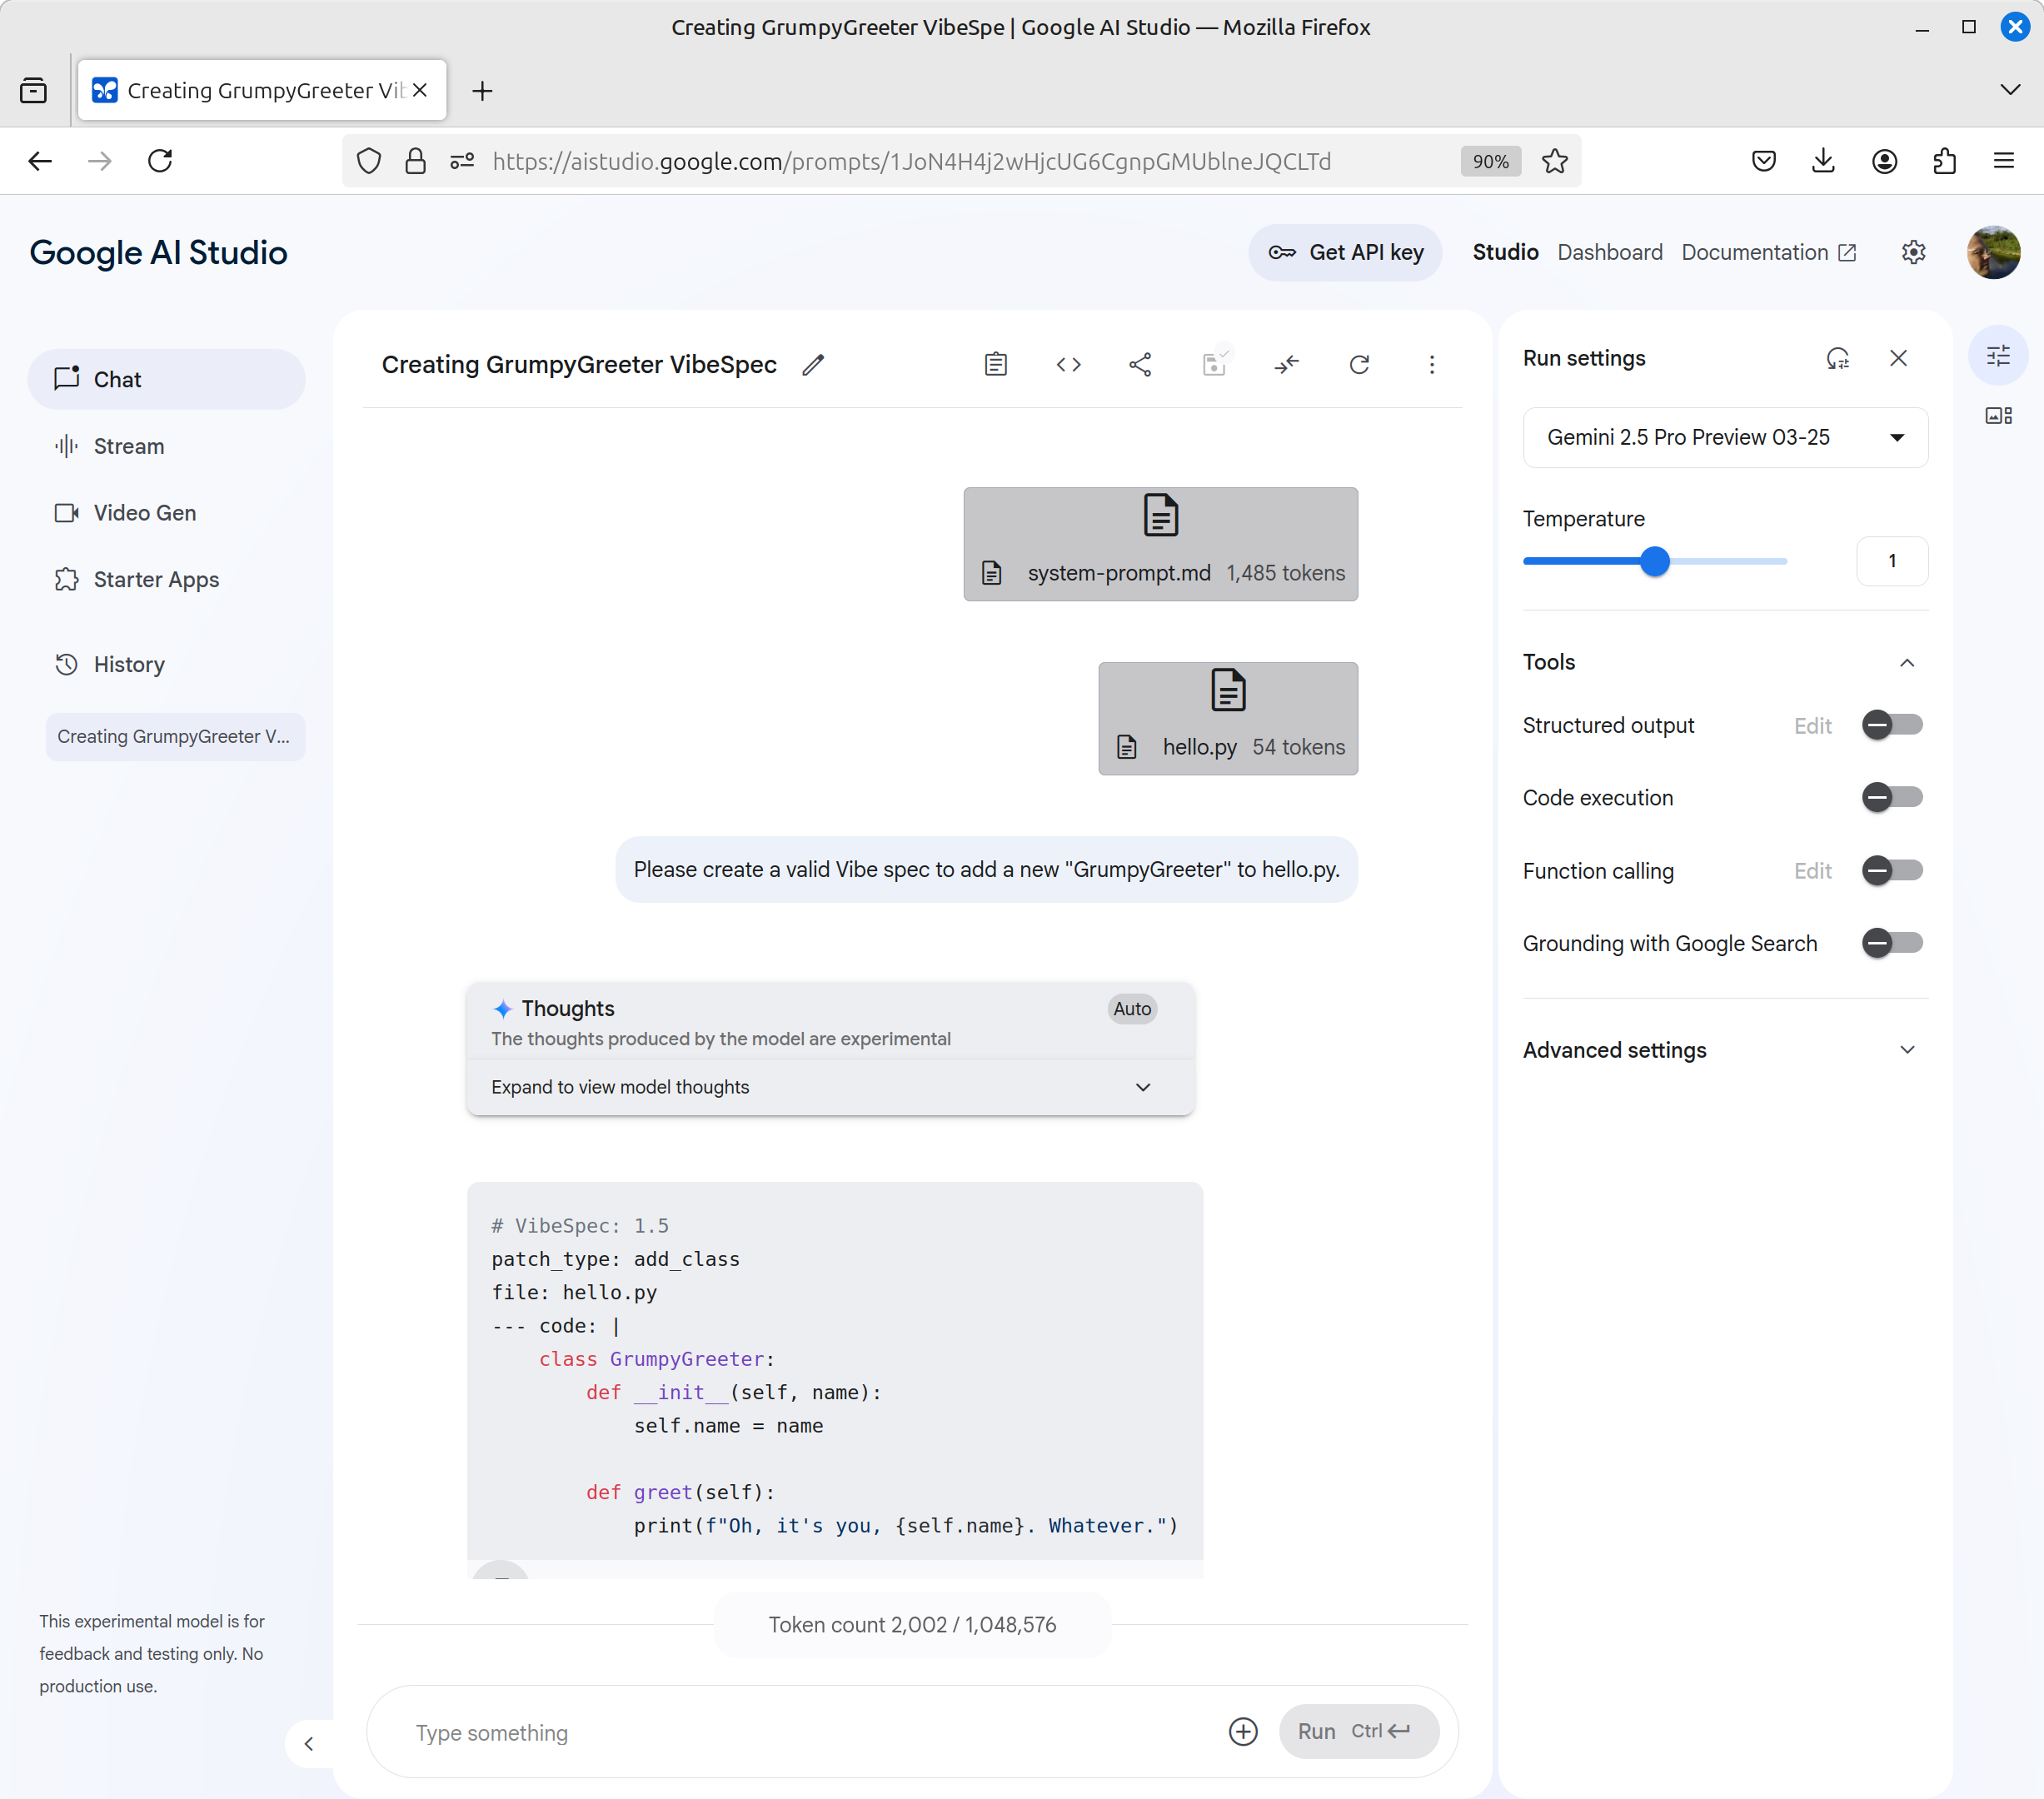 Creating GrumpyGreeter VibeSpe | Google AI Studio — Mozilla Firefox
Creating GrumpyGreeter Vib
https://aistudio.google.com/prompts/1JoN4H4j2wHjcUG6CgnpGMUblneJQCLTd
90%
Google AI Studio
Get API key
Studio
Dashboard
Documentation
Chat
Stream
Video Gen
Starter Apps
History
Creating GrumpyGreeter V...
This experimental model is for
feedback and testing only. No
production use.
Creating GrumpyGreeter VibeSpec
system-prompt.md 1,485 tokens
hello.py 54 tokens
Please create a valid Vibe spec to add a new "GrumpyGreeter" to hello.py.
Thoughts
Auto
The thoughts produced by the model are experimental
Expand to view model thoughts
# VibeSpec: 1.5
patch_type: add_class
file: hello.py
--- code: |
    class GrumpyGreeter:
        def __init__(self, name):
            self.name = name
        def greet(self):
            print(f"Oh, it's you, {self.name}. Whatever.")
Token count 2,002 / 1,048,576
Type something
Run Ctrl
Run settings
Gemini 2.5 Pro Preview 03-25
Temperature
1
Tools
Structured output Edit
Code execution
Function calling Edit
Grounding with Google Search
Advanced settings